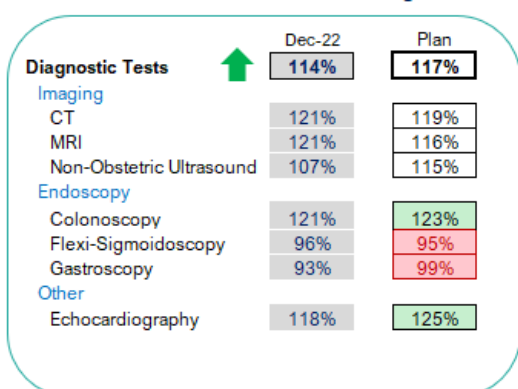 Dec-22 Plan
Diagnostic Tests 114% 117%
Imaging
CT 121% 119%
MRI 121% 116%
Non-Obstetric Ultrasound 107% 115%
Endoscopy
Colonoscopy 121% 123%
Flexi-Sigmoidoscopy 96% 95%
Gastroscopy 93% 99%
Other
Echocardiography 118% 125%